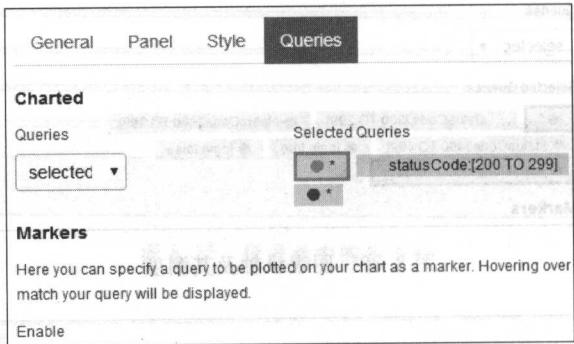 General Panel Style Queries
Charted
Queries Selected Queries
selected ▼ ● * statusCode:[200 TO 299]
● *
Markers
Here you can specify a query to be plotted on your chart as a marker. Hovering over
match your query will be displayed.
Enable